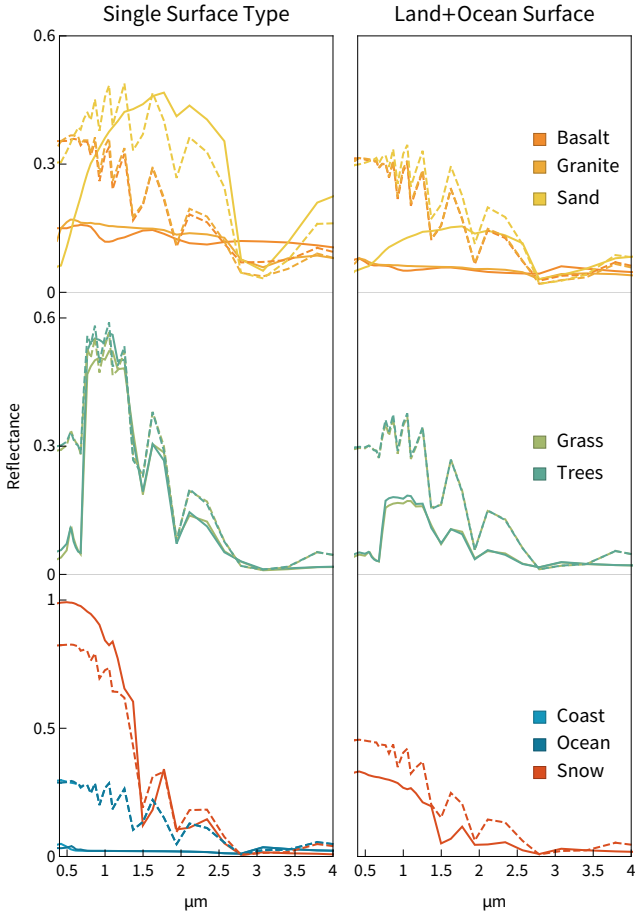 Single Surface Type
Land+Ocean Surface
0.6
0.3
0
Basalt
Granite
Sand
0.6
0.3
0
Reflectance
Grass
Trees
1
0.5
0
Coast
Ocean
Snow
0.5 1 1.5 2 2.5 3 3.5 4
0.5 1 1.5 2 2.5 3 3.5 4
μm
μm